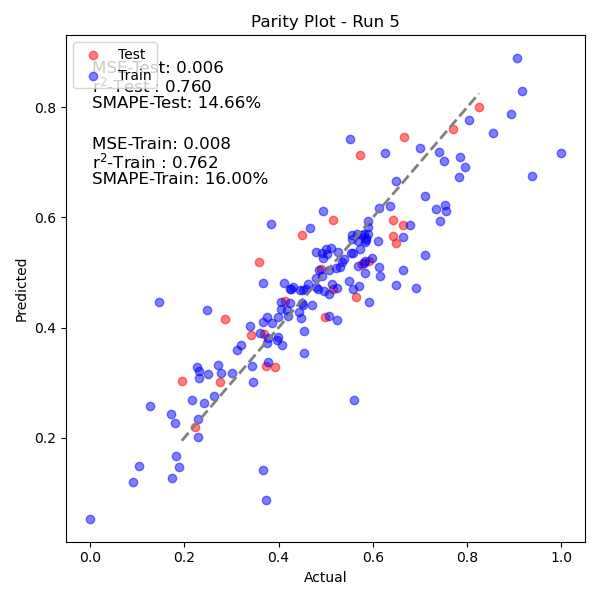 Parity Plot - Run 5
Test
Train
MSE-Test: 0.006
r²-Test : 0.760
SMAPE-Test: 14.66%
MSE-Train: 0.008
r²-Train : 0.762
SMAPE-Train: 16.00%
0.8
0.6
0.4
0.2
Predicted
0.0
0.2
0.4
0.6
0.8
1.0
Actual